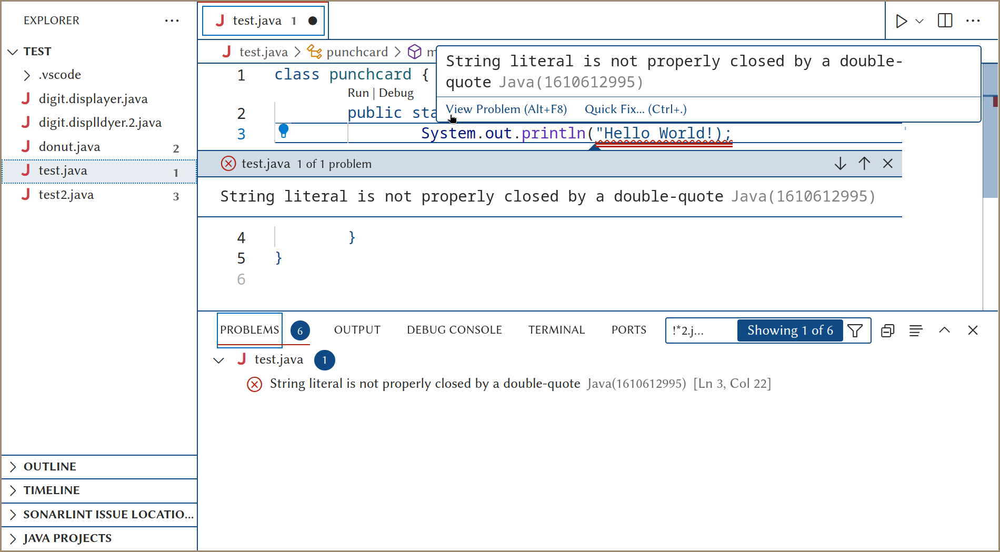 EXPLORER
TEST
.vscode
digit.displayer.java
digit.displldyer.2.java
donut.java 2
test.java 1
test2.java 3
OUTLINE
TIMELINE
SONARLINT ISSUE LOCATIO...
JAVA PROJECTS
test.java 1
test.java > punchcard > m
String literal is not properly closed by a double-
quote Java(1610612995)
View Problem (Alt+F8) Quick Fix... (Ctrl+.)
1 class punchcard {
Run | Debug
2 public sta
3 System.out.println("Hello World!);
test.java 1 of 1 problem
String literal is not properly closed by a double-quote Java(1610612995)
4 }
5 }
6
PROBLEMS 6 OUTPUT DEBUG CONSOLE TERMINAL PORTS !*2.j... Showing 1 of 6
test.java 1
String literal is not properly closed by a double-quote Java(1610612995) [Ln 3, Col 22]